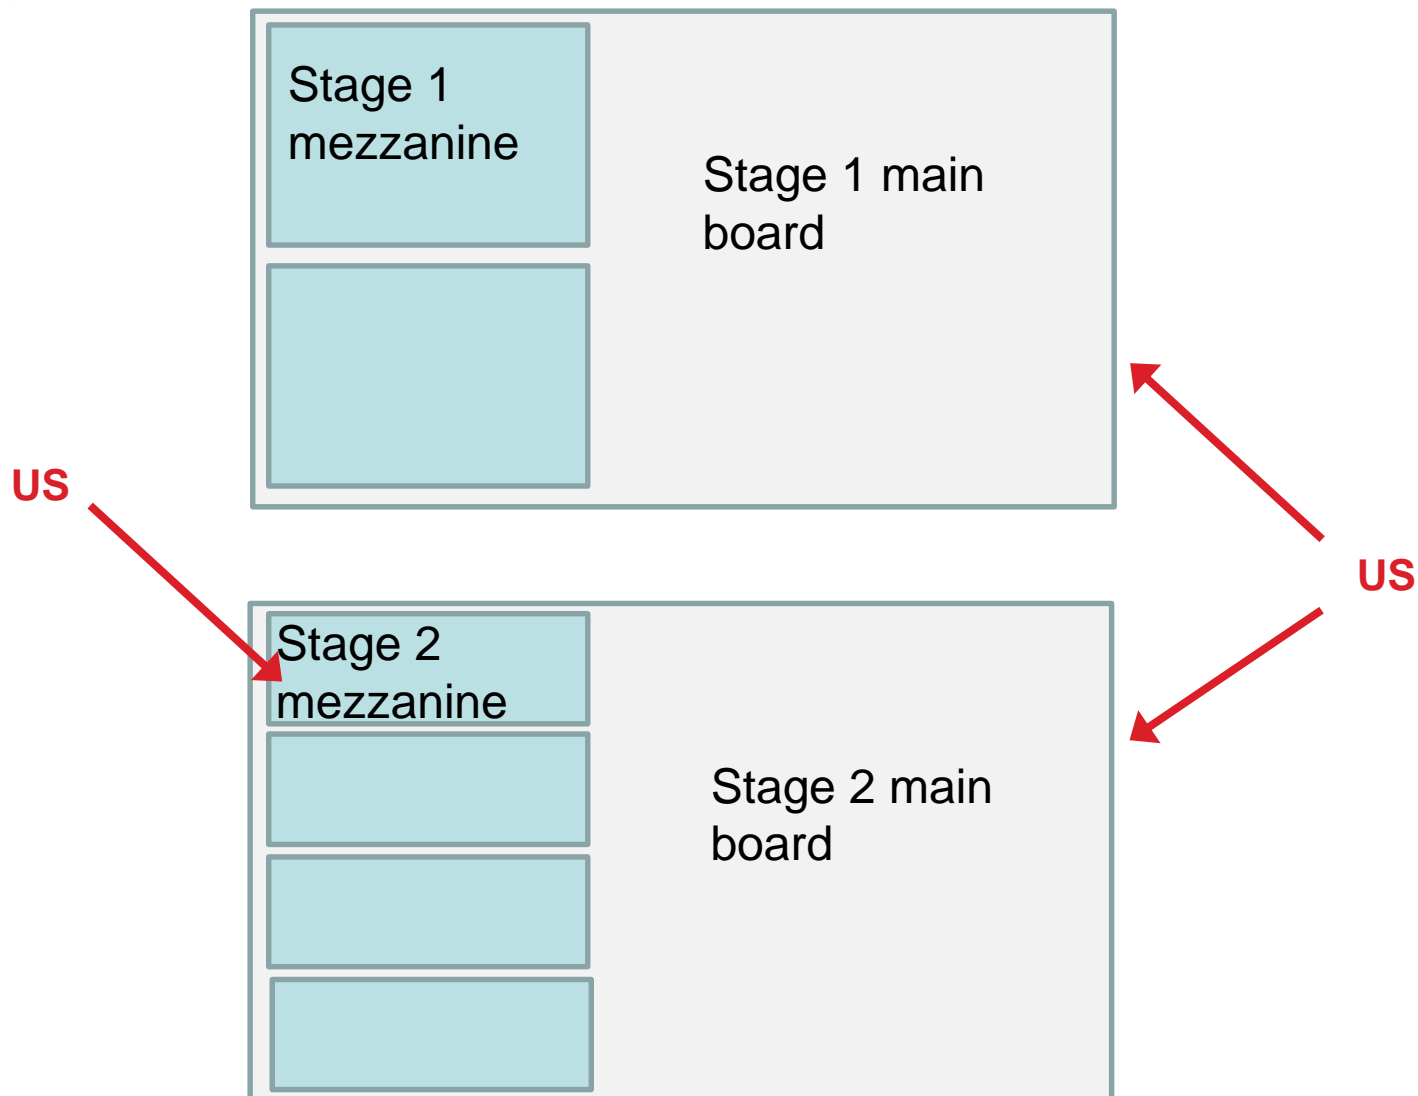 Stage 1
mezzanine
Stage 1 main
board
US
US
Stage 2
mezzanine
Stage 2 main
board